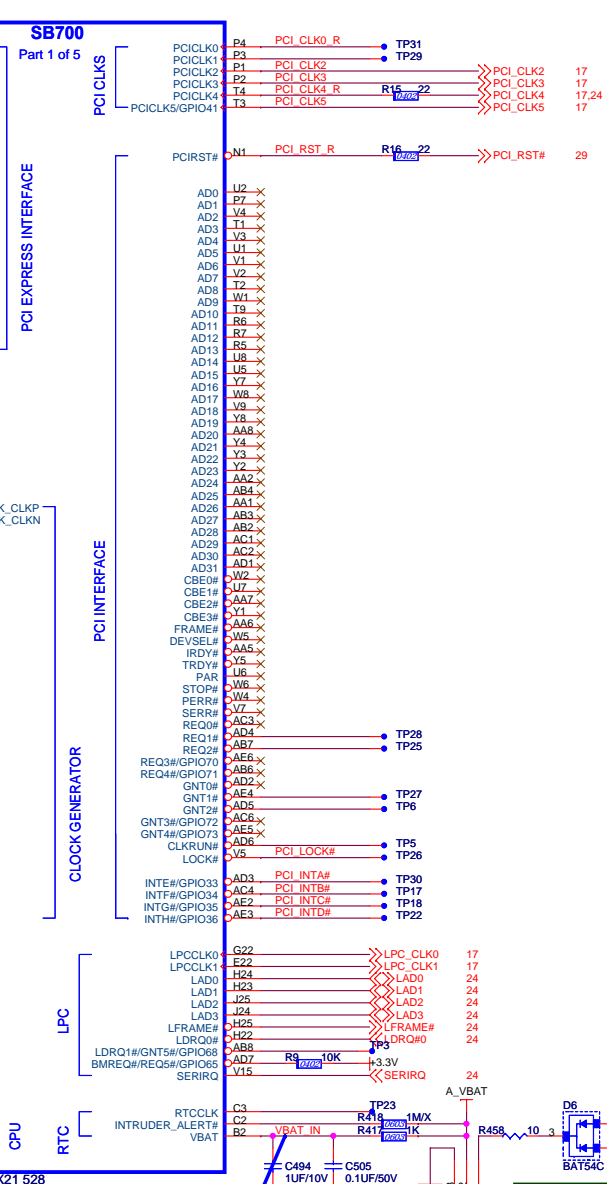 SB700
Part 1 of 5
PCI CLKS
PCICLK0 P4 PCI_CLK0_R TP31
PCICLK1 P3 TP29
PCICLK2 P1 PCI_CLK2 PCI_CLK2 17
PCICLK3 P2 PCI_CLK3 PCI_CLK3 17
PCICLK4 T4 PCI_CLK4_R R15 22 0402 PCI_CLK4 17,24
PCICLK5/GPIO41 T3 PCI_CLK5 PCI_CLK5 17
PCIRST# N1 PCI_RST_R R16 22 0402 PCI_RST# 29
PCI EXPRESS INTERFACE
AD0 U2
AD1 P7
AD2 V4
AD3 T1
AD4 V3
AD5 U1
AD6 V1
AD7 V2
AD8 T2
AD9 W1
AD10 T9
AD11 R6
AD12 R7
AD13 R5
AD14 U8
AD15 U5
AD16 Y7
AD17 W8
AD18 V9
AD19 Y8
AD20 AA8
AD21 Y4
AD22 Y3
AD23 Y2
AD24 AA2
AD25 AB4
AD26 AA1
AD27 AB3
AD28 AB2
AD29 AC1
AD30 AC2
AD31 AD1
K_CLKP
K_CLKN
PCI INTERFACE
CBE0# W2
CBE1# U7
CBE2# AA7
CBE3# Y1
FRAME# AA6
DEVSEL# W5
IRDY# AA5
TRDY# Y5
PAR U6
STOP# W6
PERR# W4
SERR# V7
REQ0# AC3
REQ1# AD4 TP28
REQ2# AB7 TP25
REQ3#/GPIO70 AE6
REQ4#/GPIO71 AB6
GNT0# AD2
GNT1# AE4 TP27
GNT2# AD5 TP6
GNT3#/GPIO72 AC6
GNT4#/GPIO73 AE5
CLKRUN# AD6 TP5
LOCK# V5 PCI_LOCK# TP26
CLOCK GENERATOR
INTE#/GPIO33 AD3 PCI_INTA# TP30
INTF#/GPIO34 AC4 PCI_INTB# TP17
INTG#/GPIO35 AE2 PCI_INTC# TP18
INTH#/GPIO36 AE3 PCI_INTD# TP22
LPC
LPCCLK0 G22 LPC_CLK0 17
LPCCLK1 E22 LPC_CLK1 17
LAD0 H24 LAD0 24
LAD1 H23 LAD1 24
LAD2 J25 LAD2 24
LAD3 J24 LAD3 24
LFRAME# H25 LFRAME# 24
LDRQ0# H22 LDRQ#0 24
LDRQ1#/GNT5#/GPIO68 AB8 TP3
BMREQ#/REQ5#/GPIO65 AD7 R9 10K 0402 +3.3V
SERIRQ V15 SERIRQ 24
A_VBAT
CPU
RTC
RTCCLK C3 TP23
INTRUDER_ALERT# C2 R418 1M/X 0603
VBAT B2 VBAT_IN R417 1K 0603
R458 10 3
D6
BAT54C
C494 C505
1UF/10V 0.1UF/50V
X21 528